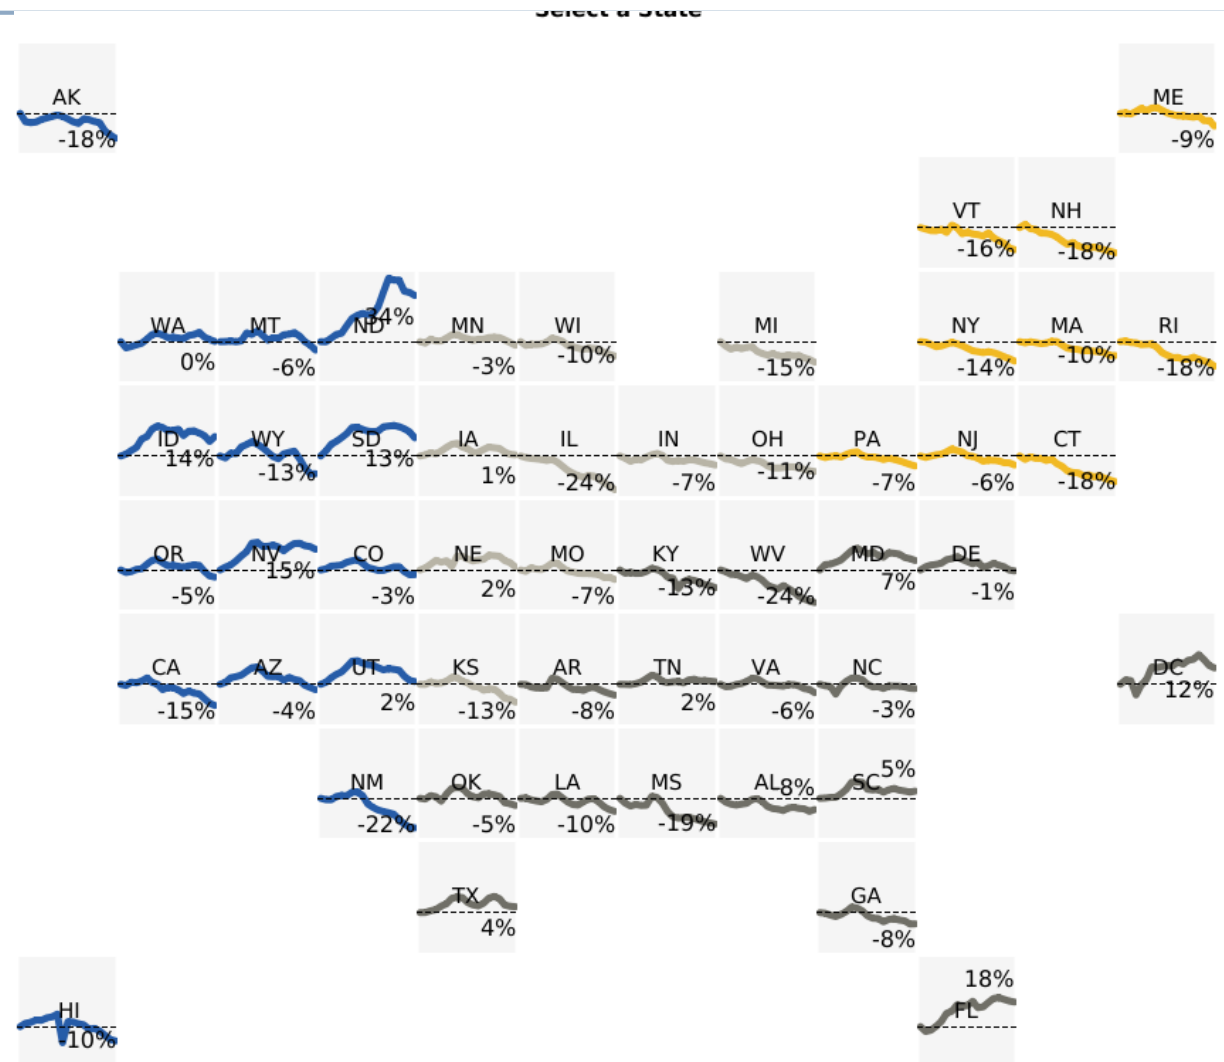 Select a State
AK
-18%
ME
-9%
VT
-16%
NH
-18%
WA
0%
MT
-6%
ND
34%
MN
-3%
WI
-10%
MI
-15%
NY
-14%
MA
-10%
RI
-18%
ID
14%
WY
-13%
SD
13%
IA
1%
IL
-24%
IN
-7%
OH
-11%
PA
-7%
NJ
-6%
CT
-18%
OR
-5%
NV
15%
CO
-3%
NE
2%
MO
-7%
KY
-13%
WV
-24%
MD
7%
DE
-1%
CA
-15%
AZ
-4%
UT
2%
KS
-13%
AR
-8%
TN
2%
VA
-6%
NC
-3%
DC
12%
NM
-22%
OK
-5%
LA
-10%
MS
-19%
AL
8%
SC
5%
TX
4%
GA
-8%
HI
-10%
FL
18%